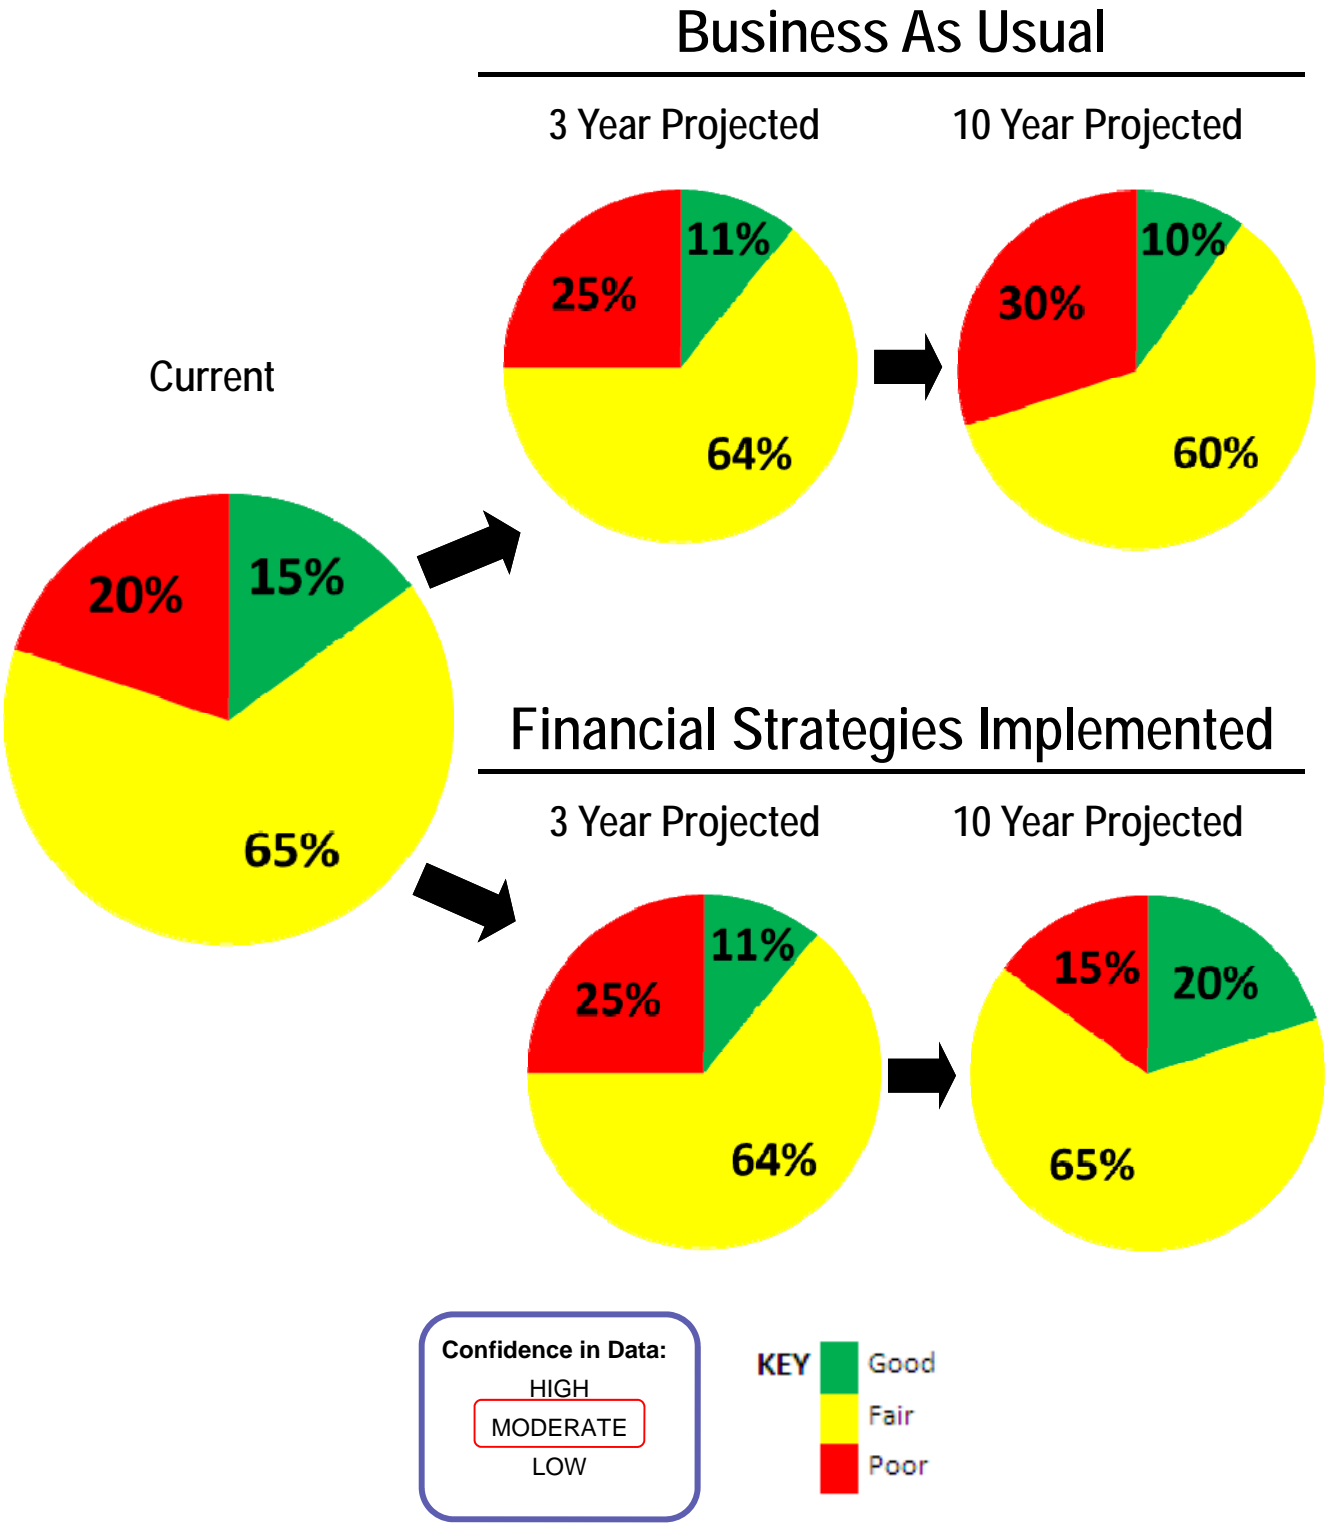 Business As Usual
3 Year Projected
10 Year Projected
11%
25%
64%
10%
30%
60%
Current
20%
15%
65%
Financial Strategies Implemented
3 Year Projected
10 Year Projected
11%
25%
64%
15%
20%
65%
Confidence in Data:
HIGH
MODERATE
LOW
KEY
Good
Fair
Poor